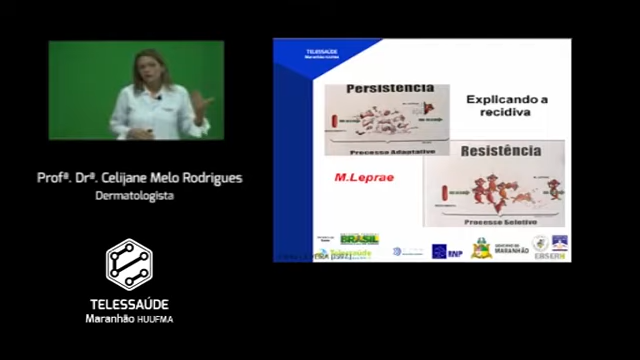 Profª. Drª. Celijane Melo Rodrigues
Dermatologista
TELESSAÚDE
Maranhão HUUFMA
TELESSAÚDE
Persistência
Processo Adaptativo
Explicando a
recidiva
M.Leprae
Resistência
Processo Seletivo
BRASIL
Telessaúde
RNP
MARANHÃO
EBSERH